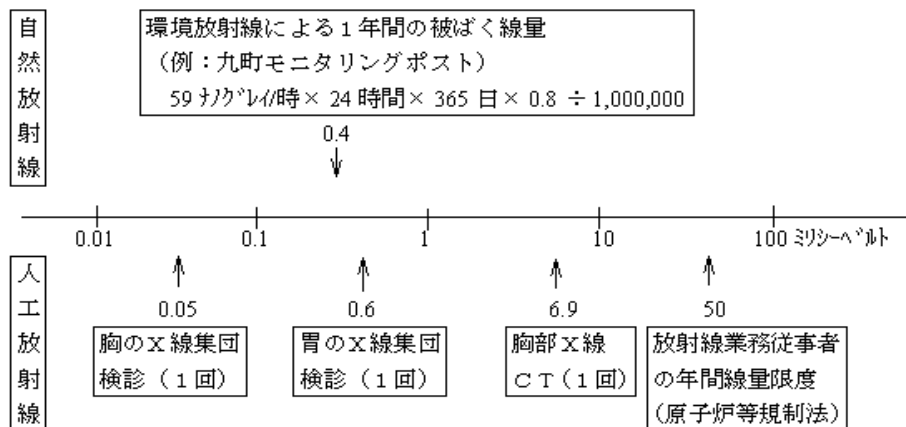 自然放射線
環境放射線による1年間の被ばく線量
(例：九町モニタリングポスト)
59 ﾅﾉｸﾞﾚｲ/時× 24 時間× 365 日× 0.8 ÷ 1,000,000
0.4
0.01 0.1 1 10 100 ﾐﾘｼｰﾍﾞﾙﾄ
人工放射線
0.05
胸のX線集団
検診（1回）
0.6
胃のX線集団
検診（1回）
6.9
胸部X線
CT（1回）
50
放射線業務従事者
の年間線量限度
(原子炉等規制法)